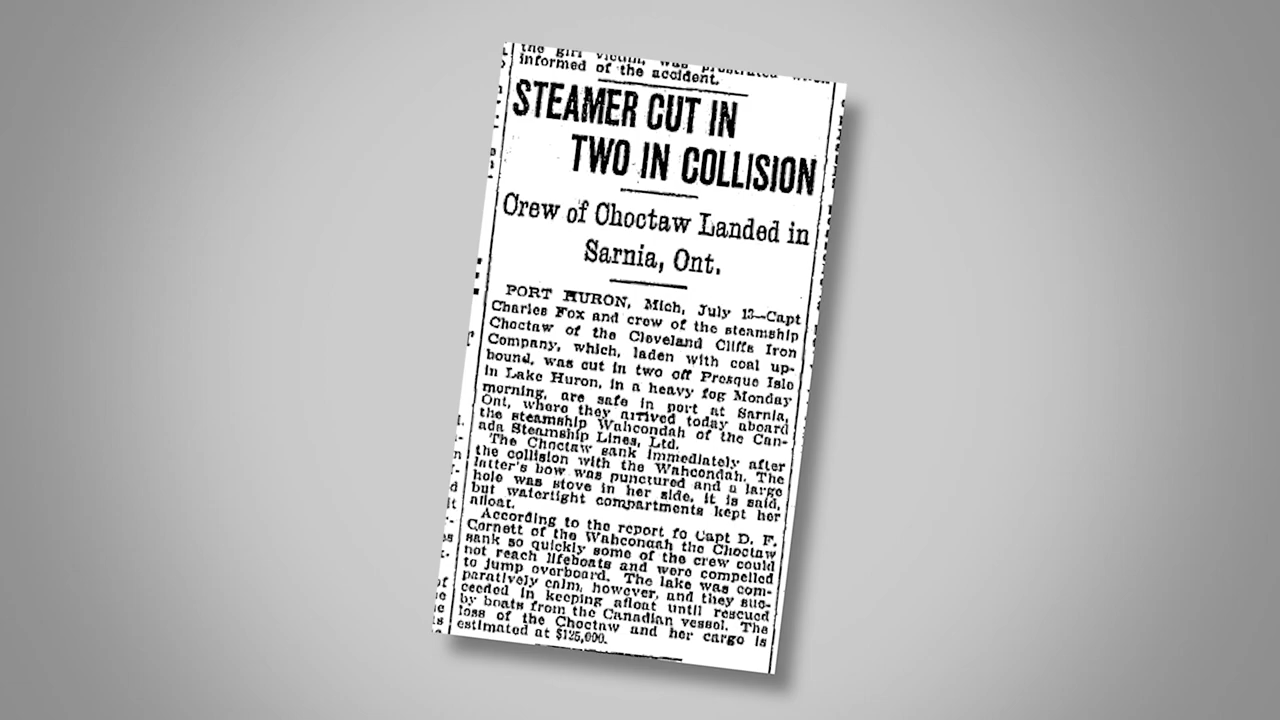 the girl victim, was prostrated when
informed of the accident.
STEAMER CUT IN
TWO IN COLLISION
Crew of Choctaw Landed in
Sarnia, Ont.
PORT HURON, Mich, July 13—Capt
Charles Fox and crew of the steamship
Choctaw of the Cleveland Cliffs Iron
Company, which, laden with coal up-
bound, was cut in two off Presque Isle
in Lake Huron, in a heavy fog Monday
morning, are safe in port at Sarnia,
Ont, where they arrived today aboard
the steamship Wahcondah of the Can-
ada Steamship Lines, Ltd.
The Choctaw sank immediately after
the collision with the Wahcondah. The
latter's bow was punctured and a large
hole was stove in her side, it is said,
but watertight compartments kept her
afloat.
According to the report fo Capt D. F.
Cornett of the Wahcondah the Choctaw
sank so quickly some of the crew could
not reach lifeboats and were compelled
to jump overboard. The lake was com-
paratively calm, however, and they suc-
ceeded in keeping afloat until rescued
by boats from the Canadian vessel. The
loss of the Choctaw and her cargo is
estimated at $125,000.